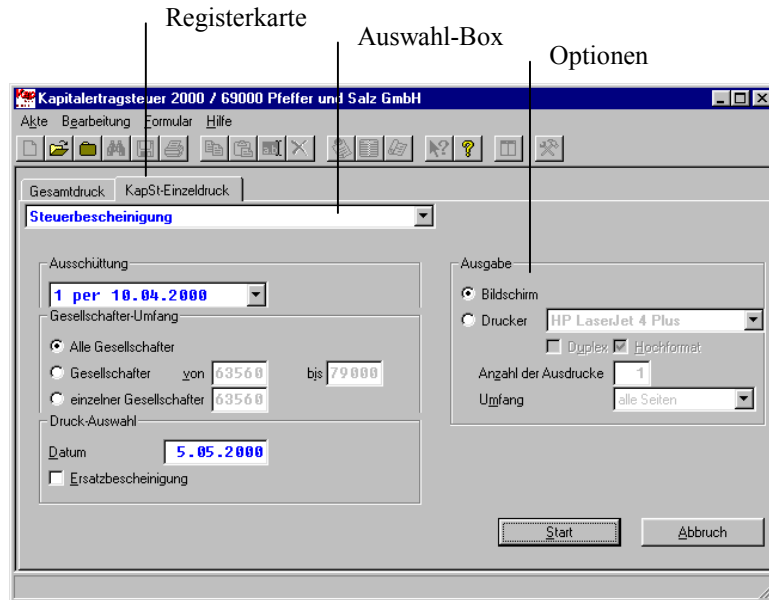 Registerkarte
Auswahl-Box
Optionen
Kapitalertragsteuer 2000 / 69000 Pfeffer und Salz GmbH
Akte Bearbeitung Formular Hilfe
Gesamtdruck KapSt-Einzeldruck
Steuerbescheinigung
Ausschüttung
1 per 10.04.2000
Gesellschafter-Umfang
Alle Gesellschafter
Gesellschafter von 63560 bis 79000
einzelner Gesellschafter 63560
Druck-Auswahl
Datum 5.05.2000
Ersatzbescheinigung
Ausgabe
Bildschirm
Drucker HP LaserJet 4 Plus
Duplex Hochformat
Anzahl der Ausdrucke 1
Umfang alle Seiten
Start Abbruch